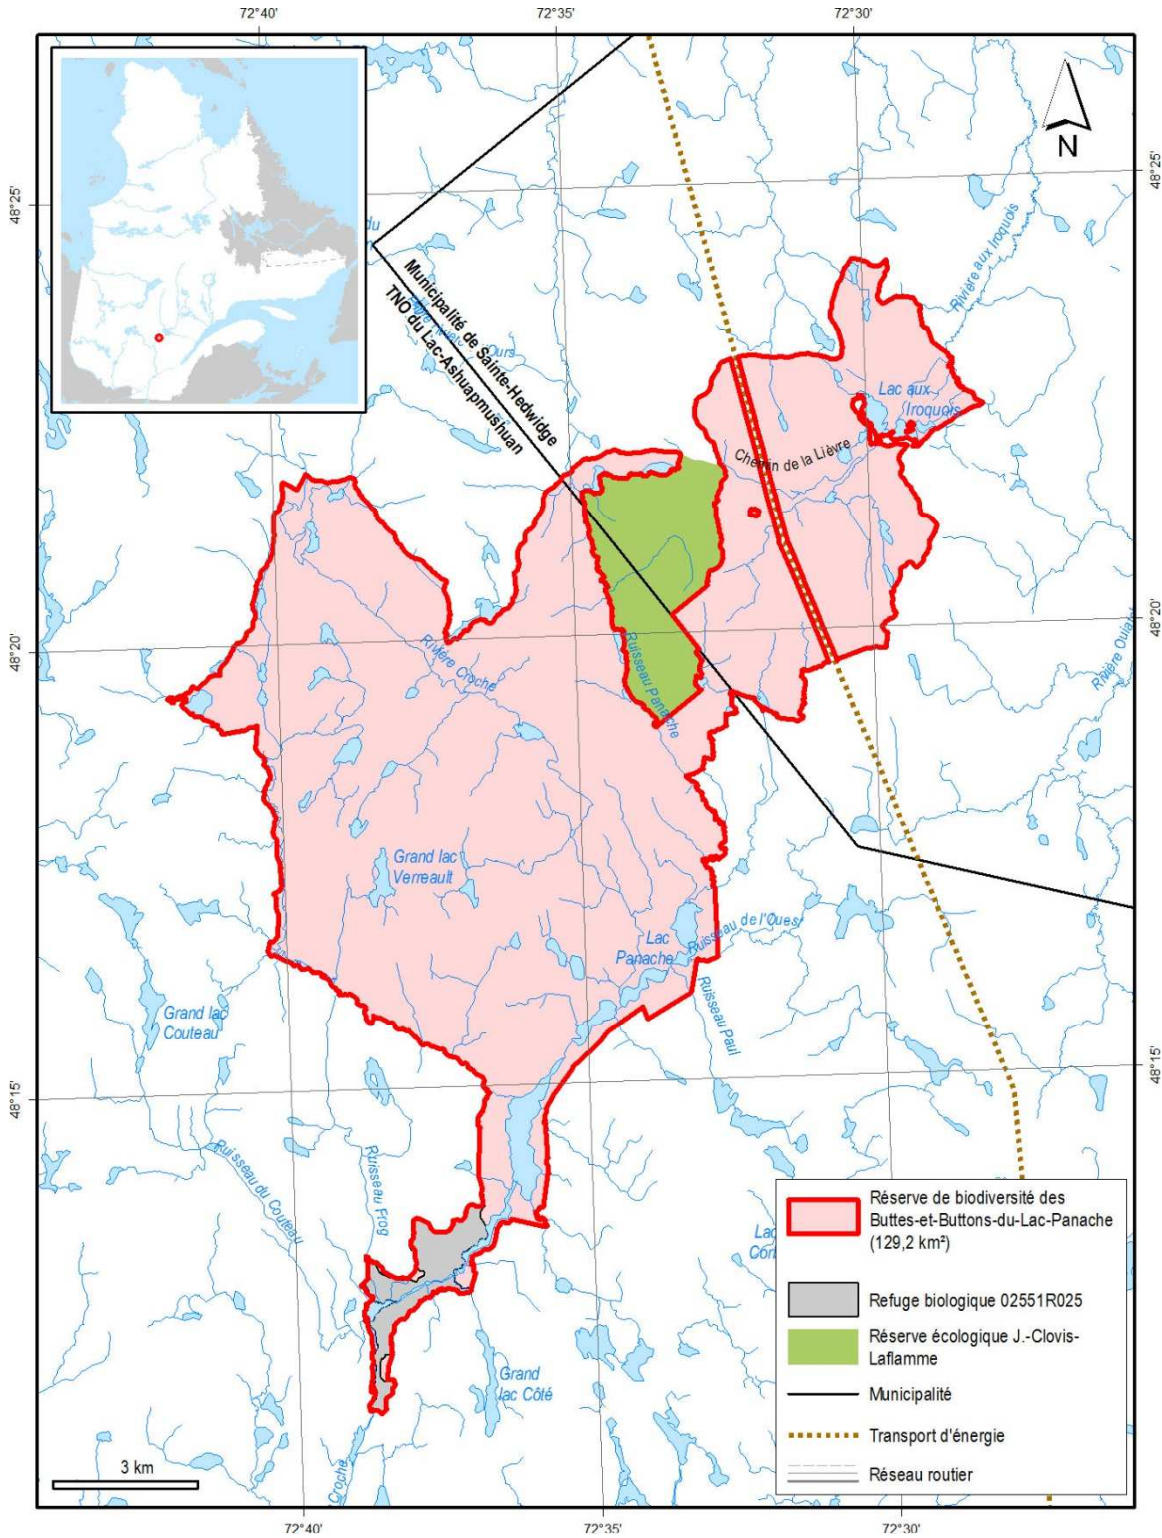 72°40'
72°35'
72°30'
48°25'
48°25'
N
du
Rivière aux Iroquois
Municipalité de Sainte-Hedwidge
TNO du Lac-Ashuapmushuan
Ours
Lac aux
Iroquois
Chemin de la Lièvre
48°20'
48°20'
Rivière Croche
Ruisseau Panache
Grand lac
Verreault
Lac
Panache
Ruisseau de l'Ouest
Ruisseau Paul
Grand lac
Couteau
48°15'
48°15'
Ruisseau du Couteau
Ruisseau Frog
Grand
lac Côté
Croche
Réserve de biodiversité des
Buttes-et-Buttons-du-Lac-Panache
(129,2 km²)
Refuge biologique 02551R025
Réserve écologique J.-Clovis-
Laflamme
Municipalité
Transport d'énergie
Réseau routier
3 km
72°40'
72°35'
72°30'